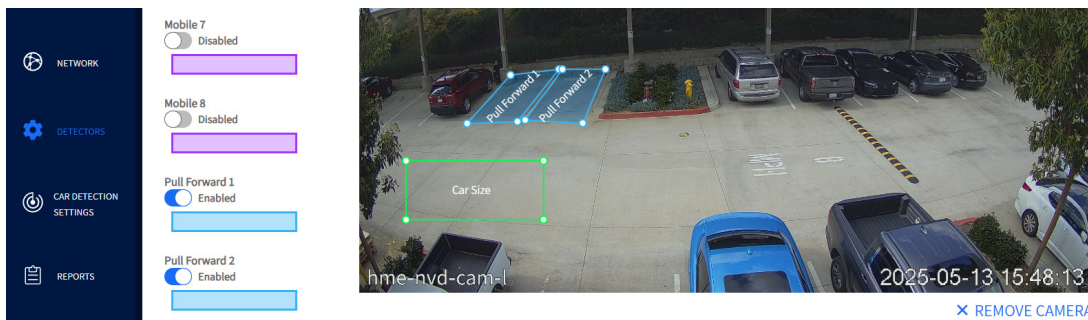 NETWORK
DETECTORS
CAR DETECTION
SETTINGS
REPORTS
Mobile 7
Disabled
Mobile 8
Disabled
Pull Forward 1
Enabled
Pull Forward 2
Enabled
Pull Forward 1
Pull Forward 2
Car Size
8
hme-nvd-cam-l
2025-05-13 15:48:13
REMOVE CAMERA